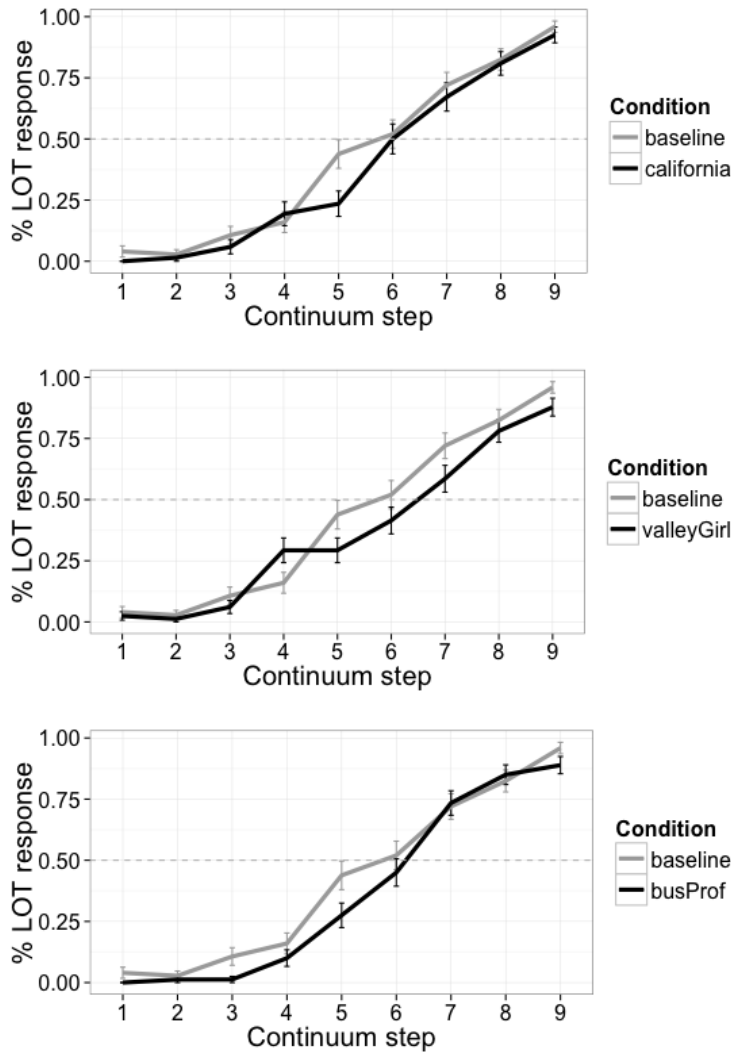 1.00
0.75
0.50
0.25
0.00
% LOT response
1 2 3 4 5 6 7 8 9
Continuum step
Condition
baseline
california
1.00
0.75
0.50
0.25
0.00
% LOT response
1 2 3 4 5 6 7 8 9
Continuum step
Condition
baseline
valleyGirl
1.00
0.75
0.50
0.25
0.00
% LOT response
1 2 3 4 5 6 7 8 9
Continuum step
Condition
baseline
busProf